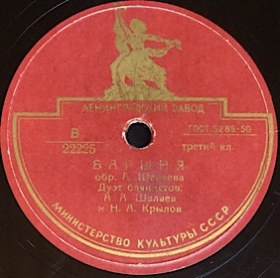 ЛЕНИНГРАДСКИЙ ЗАВОД
В
22225
ГОСТ 5289-50
третий кл.
БАРЫНЯ
обр. А. Шалаева
Дуэт баянистов:
А. А. Шалаев
и Н. А. Крылов
МИНИСТЕРСТВО КУЛЬТУРЫ СССР